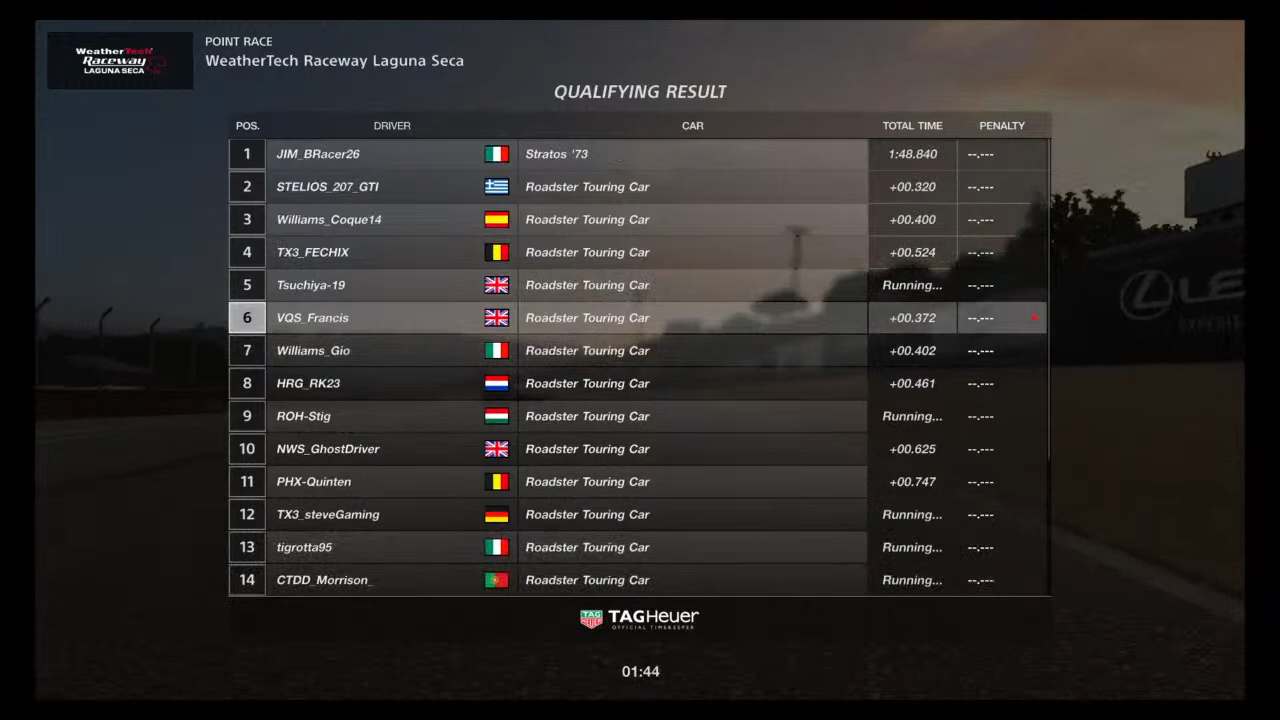 WeatherTech
Raceway
LAGUNA SECA
POINT RACE
WeatherTech Raceway Laguna Seca
QUALIFYING RESULT
POS. DRIVER CAR TOTAL TIME PENALTY
1 JIM_BRacer26 Stratos '73 1:48.840 --.---
2 STELIOS_207_GTI Roadster Touring Car +00.320 --.---
3 Williams_Coque14 Roadster Touring Car +00.400 --.---
4 TX3_FECHIX Roadster Touring Car +00.524 --.---
5 Tsuchiya-19 Roadster Touring Car Running... --.---
6 VQS_Francis Roadster Touring Car +00.372 --.---
7 Williams_Gio Roadster Touring Car +00.402 --.---
8 HRG_RK23 Roadster Touring Car +00.461 --.---
9 ROH-Stig Roadster Touring Car Running... --.---
10 NWS_GhostDriver Roadster Touring Car +00.625 --.---
11 PHX-Quinten Roadster Touring Car +00.747 --.---
12 TX3_steveGaming Roadster Touring Car Running... --.---
13 tigrotta95 Roadster Touring Car Running... --.---
14 CTDD_Morrison_ Roadster Touring Car Running... --.---
TAG HEUER TAGHeuer
OFFICIAL TIMEKEEPER
01:44